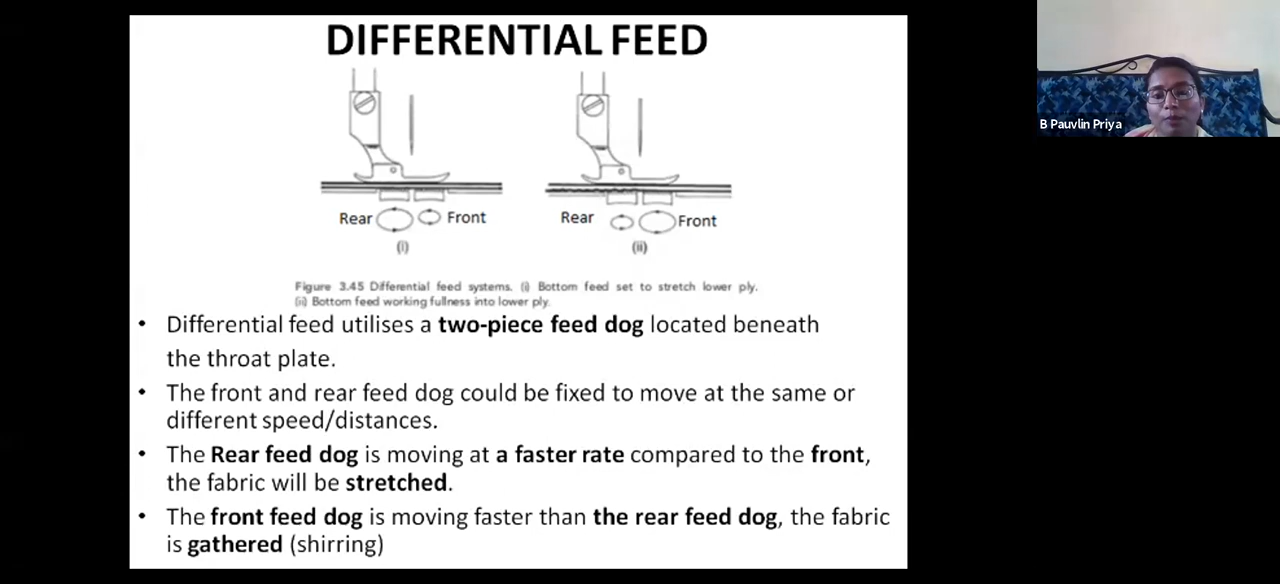 DIFFERENTIAL FEED
Rear Front
(i)
Rear Front
(ii)
Figure 3.45 Differential feed systems. (i) Bottom feed set to stretch lower ply.
(ii) Bottom feed working fullness into lower ply.
• Differential feed utilises a two-piece feed dog located beneath
the throat plate.
• The front and rear feed dog could be fixed to move at the same or
different speed/distances.
• The Rear feed dog is moving at a faster rate compared to the front,
the fabric will be stretched.
• The front feed dog is moving faster than the rear feed dog, the fabric
is gathered (shirring)
B Pauvlin Priya